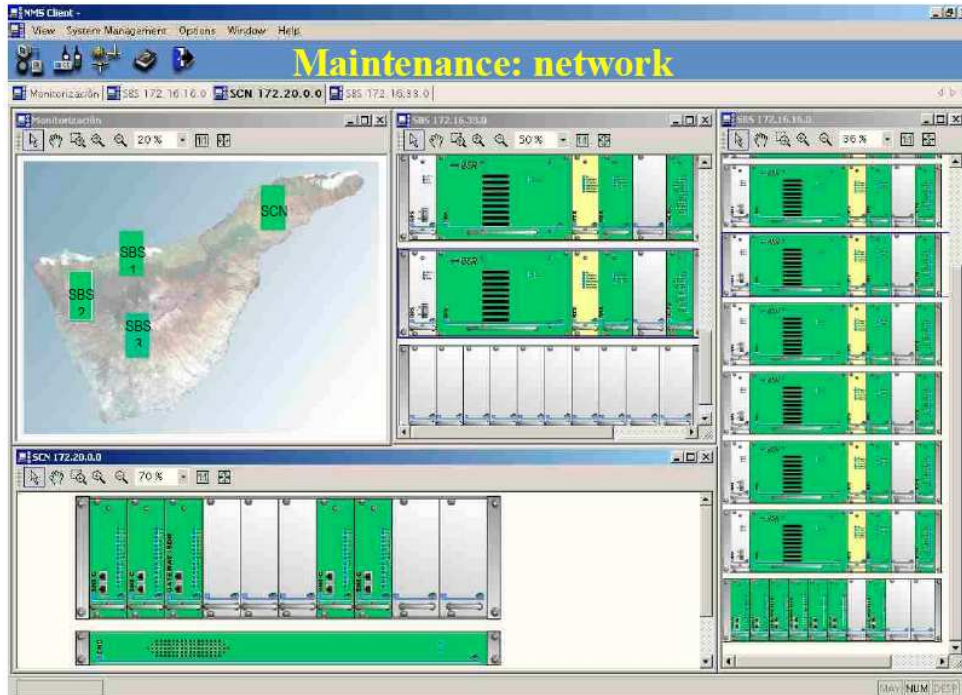 NMS Client -
View System Management Options Window Help
Maintenance: network
Monitorización SBS 172.16.16.0 SCN 172.20.0.0 SBS 172.16.33.0
Monitorización
20 %
SCN
SBS
1
SBS
2
SBS
3
SBS 172.16.33.0
50 %
SBS 172.16.16.0
36 %
SCN 172.20.0.0
70 %
MAY NUM DESP